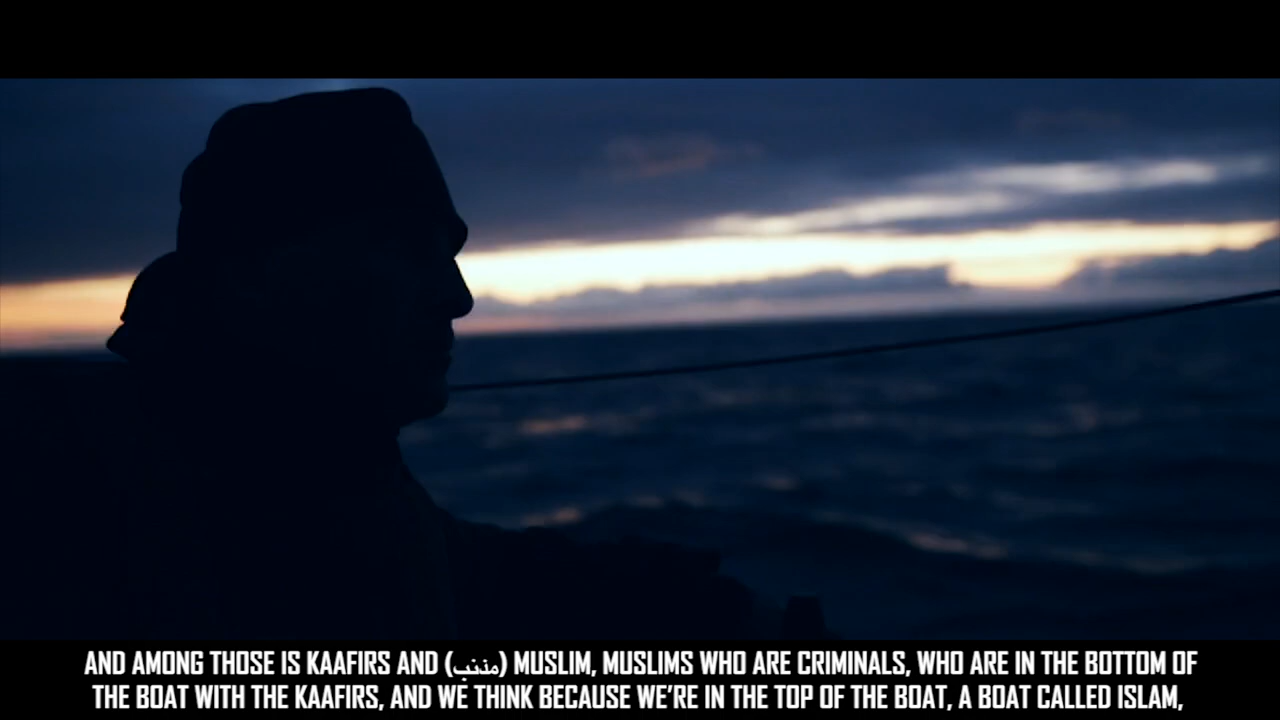 AND AMONG THOSE IS KAAFIRS AND (مذنب) MUSLIM, MUSLIMS WHO ARE CRIMINALS, WHO ARE IN THE BOTTOM OF
THE BOAT WITH THE KAAFIRS, AND WE THINK BECAUSE WE'RE IN THE TOP OF THE BOAT, A BOAT CALLED ISLAM,